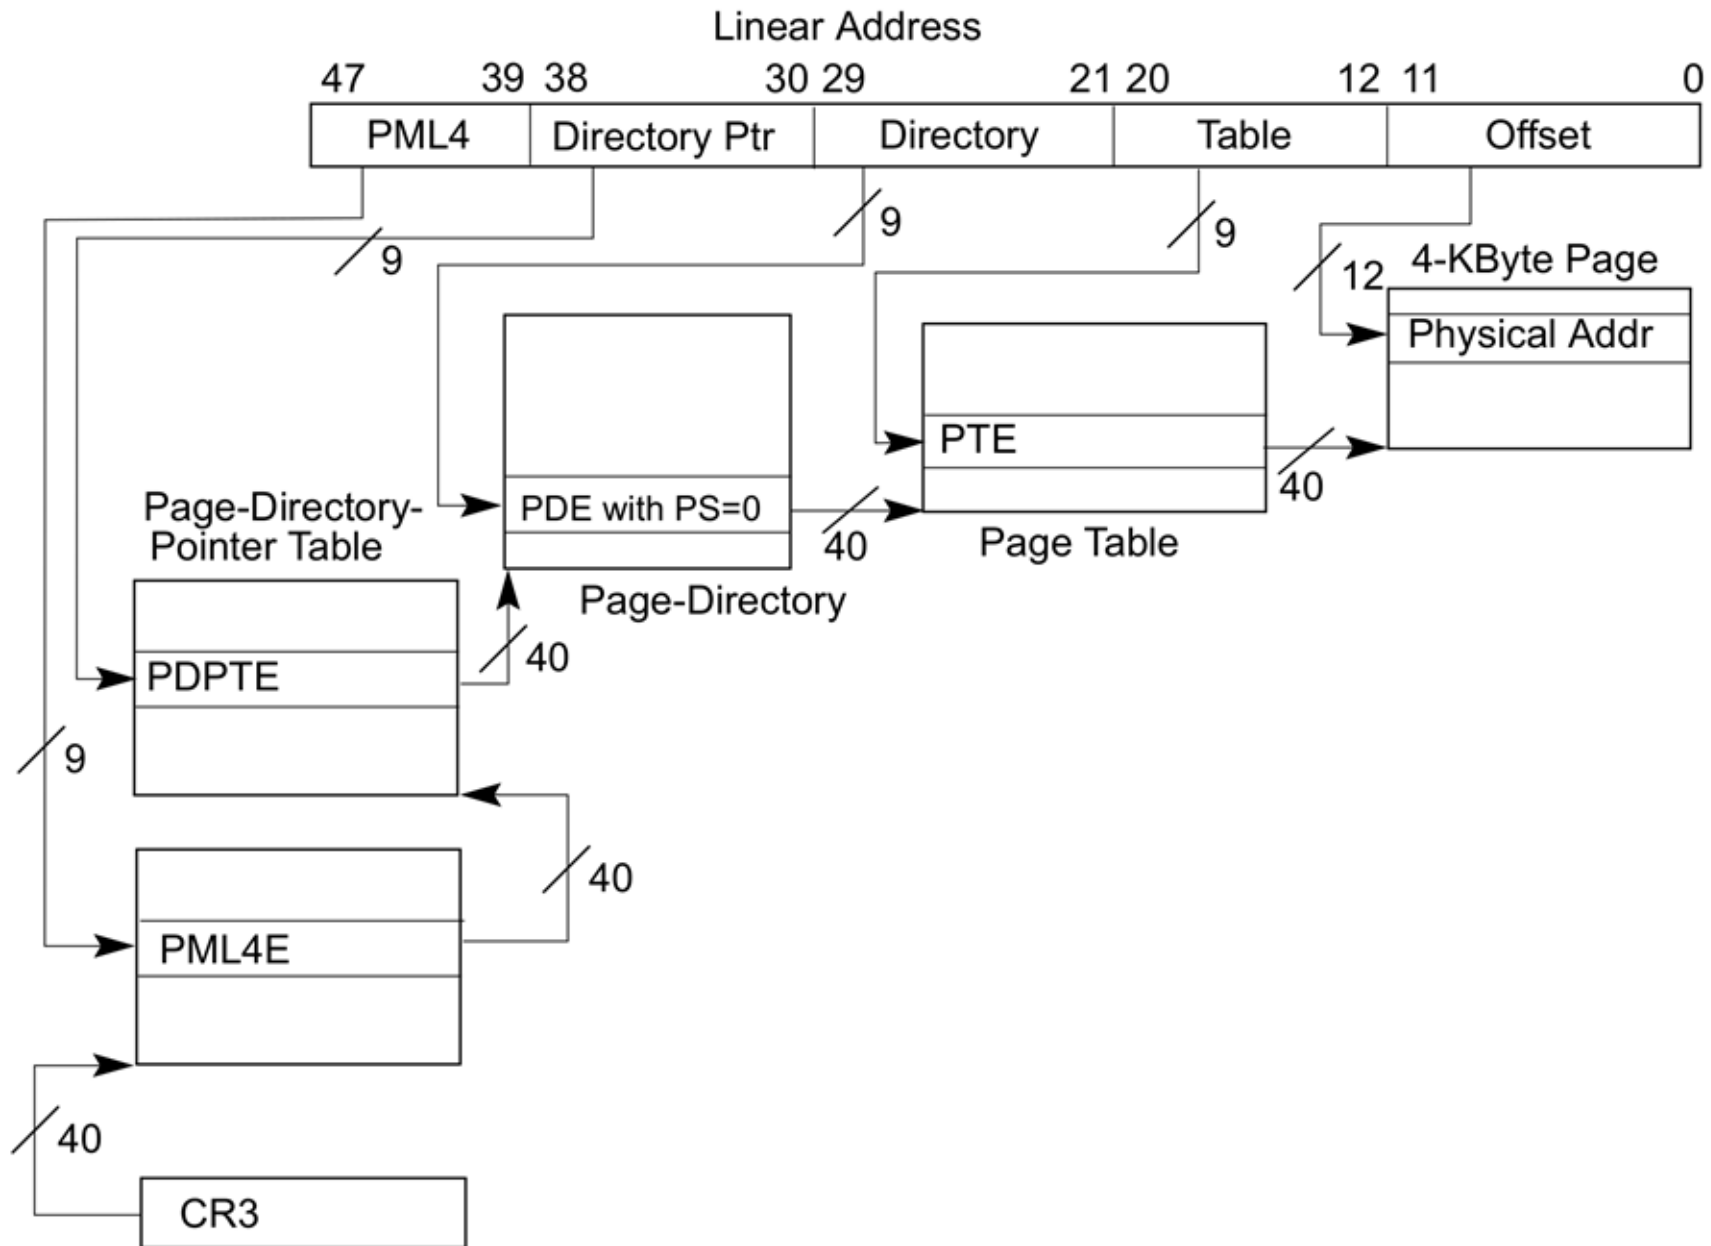 Linear Address
47 39 38 30 29 21 20 12 11 0
PML4 Directory Ptr Directory Table Offset
9 9
9 12 4-KByte Page
Physical Addr
PTE
40
PDE with PS=0
40
Page Table
Page-Directory-
Pointer Table
Page-Directory
40
PDPTE
9
40
PML4E
40
CR3